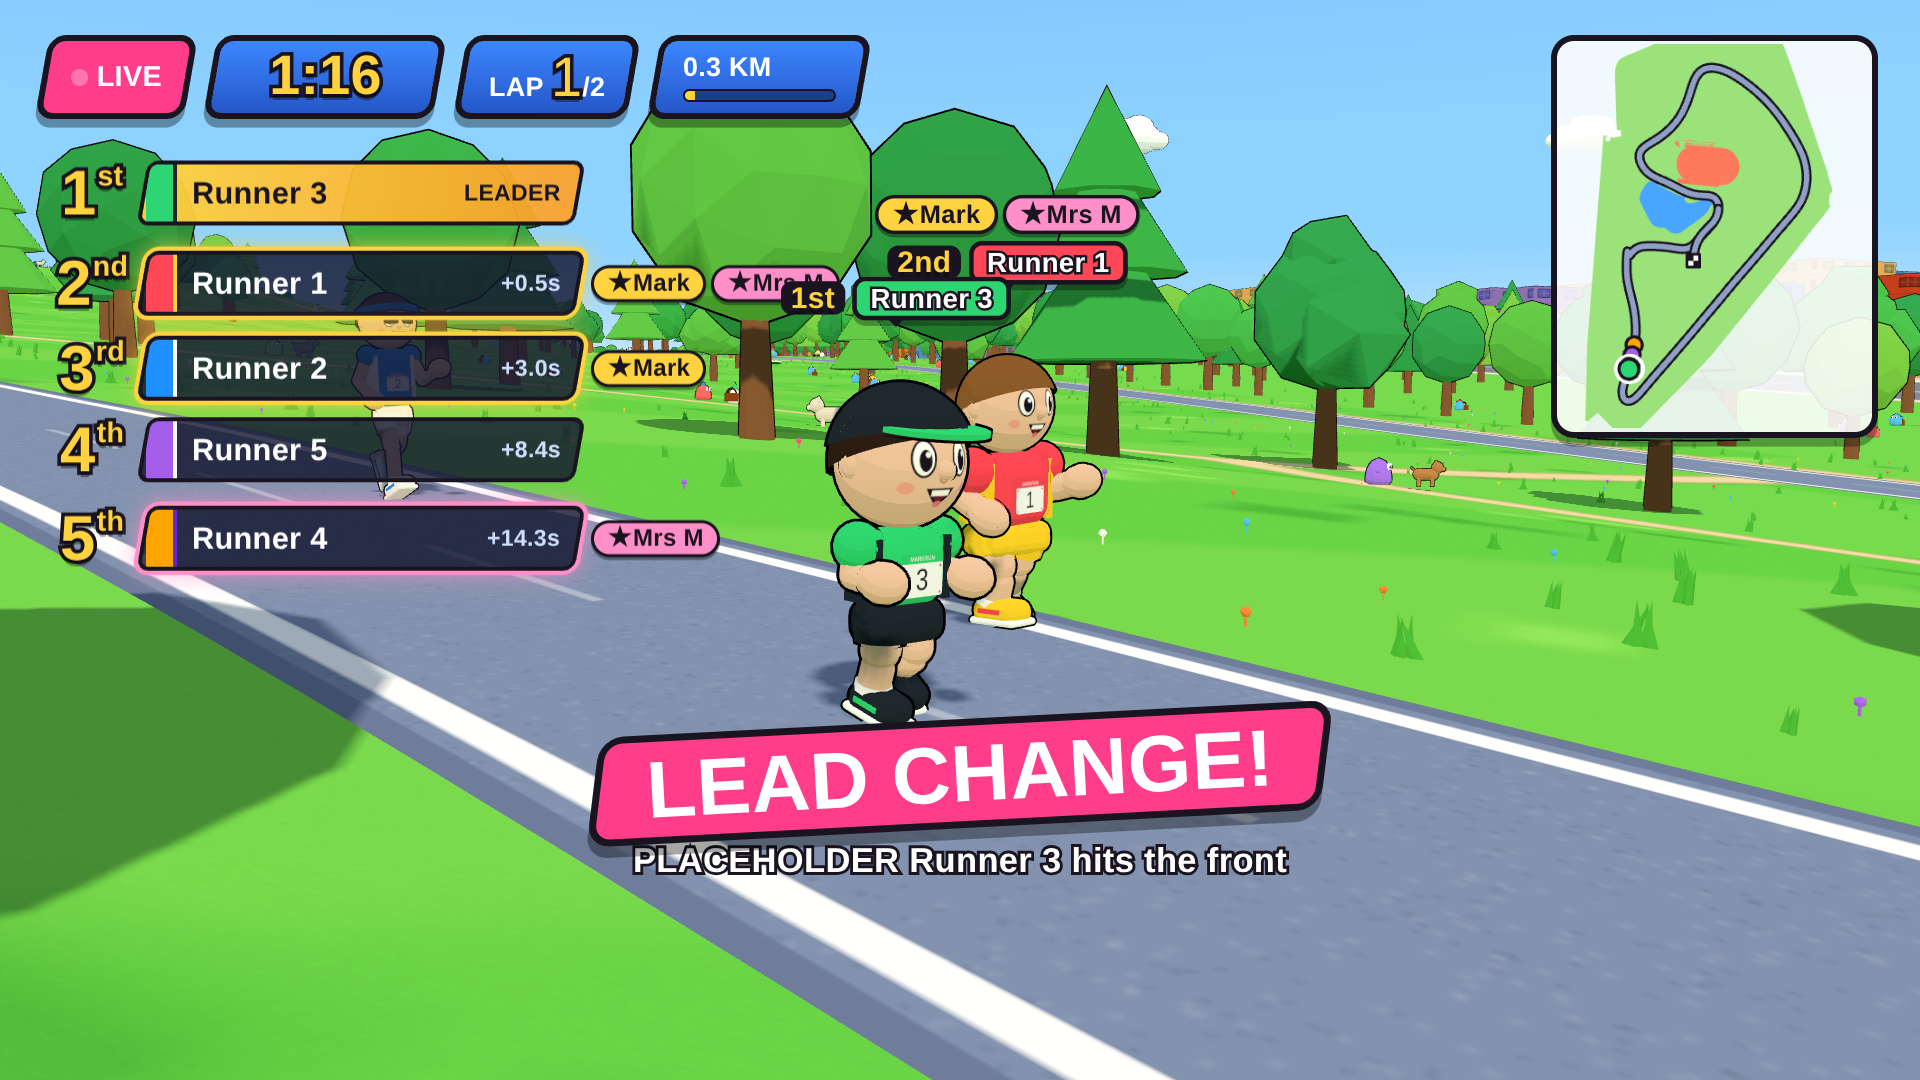 LIVE
1:16
LAP 1/2
0.3 KM
1st Runner 3 LEADER
2nd Runner 1 +0.5s ★Mark ★Mrs M
3rd Runner 2 +3.0s ★Mark
4th Runner 5 +8.4s
5th Runner 4 +14.3s ★Mrs M
★Mark ★Mrs M
2nd Runner 1
1st Runner 3
1
3
2
LEAD CHANGE!
PLACEHOLDER Runner 3 hits the front